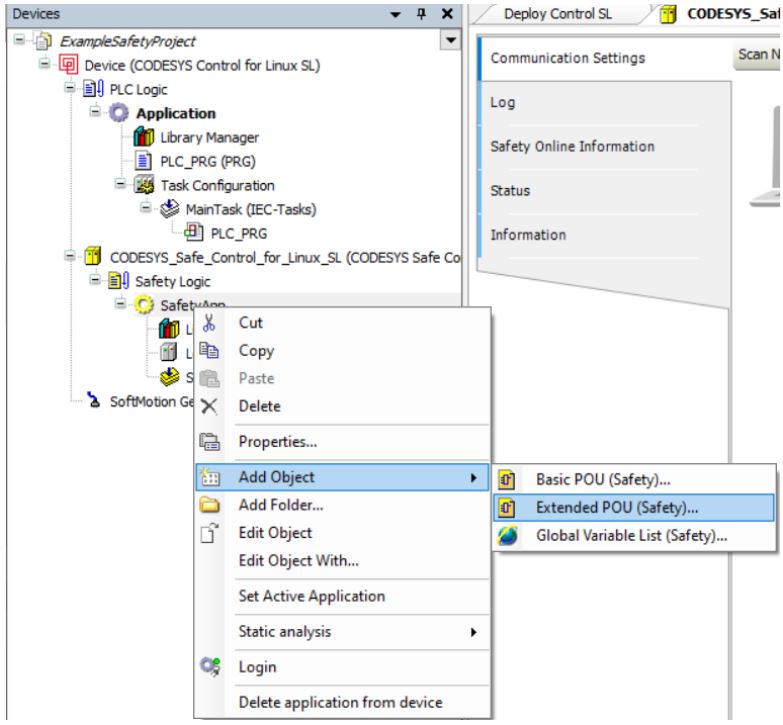 Devices
Deploy Control SL
CODESYS_Saf
ExampleSafetyProject
Device (CODESYS Control for Linux SL)
PLC Logic
Application
Library Manager
PLC_PRG (PRG)
Task Configuration
MainTask (IEC-Tasks)
PLC_PRG
CODESYS_Safe_Control_for_Linux_SL (CODESYS Safe Co
Safety Logic
SafetyApp
L
L
S
SoftMotion Ge
Communication Settings
Log
Safety Online Information
Status
Information
Scan N
Cut
Copy
Paste
Delete
Properties...
Add Object
Add Folder...
Edit Object
Edit Object With...
Set Active Application
Static analysis
Login
Delete application from device
Basic POU (Safety)...
Extended POU (Safety)...
Global Variable List (Safety)...